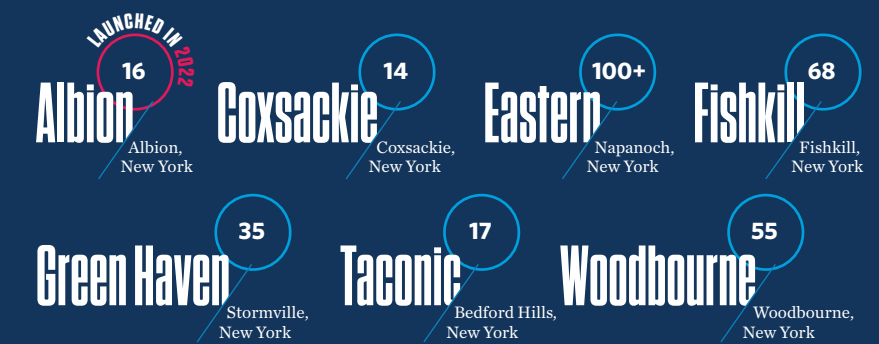 LAUNCHED IN 2022
16
Albion
Albion,
New York
14
Coxsackie
Coxsackie,
New York
100+
Eastern
Napanoch,
New York
68
Fishkill
Fishkill,
New York
35
Green Haven
Stormville,
New York
17
Taconic
Bedford Hills,
New York
55
Woodbourne
Woodbourne,
New York